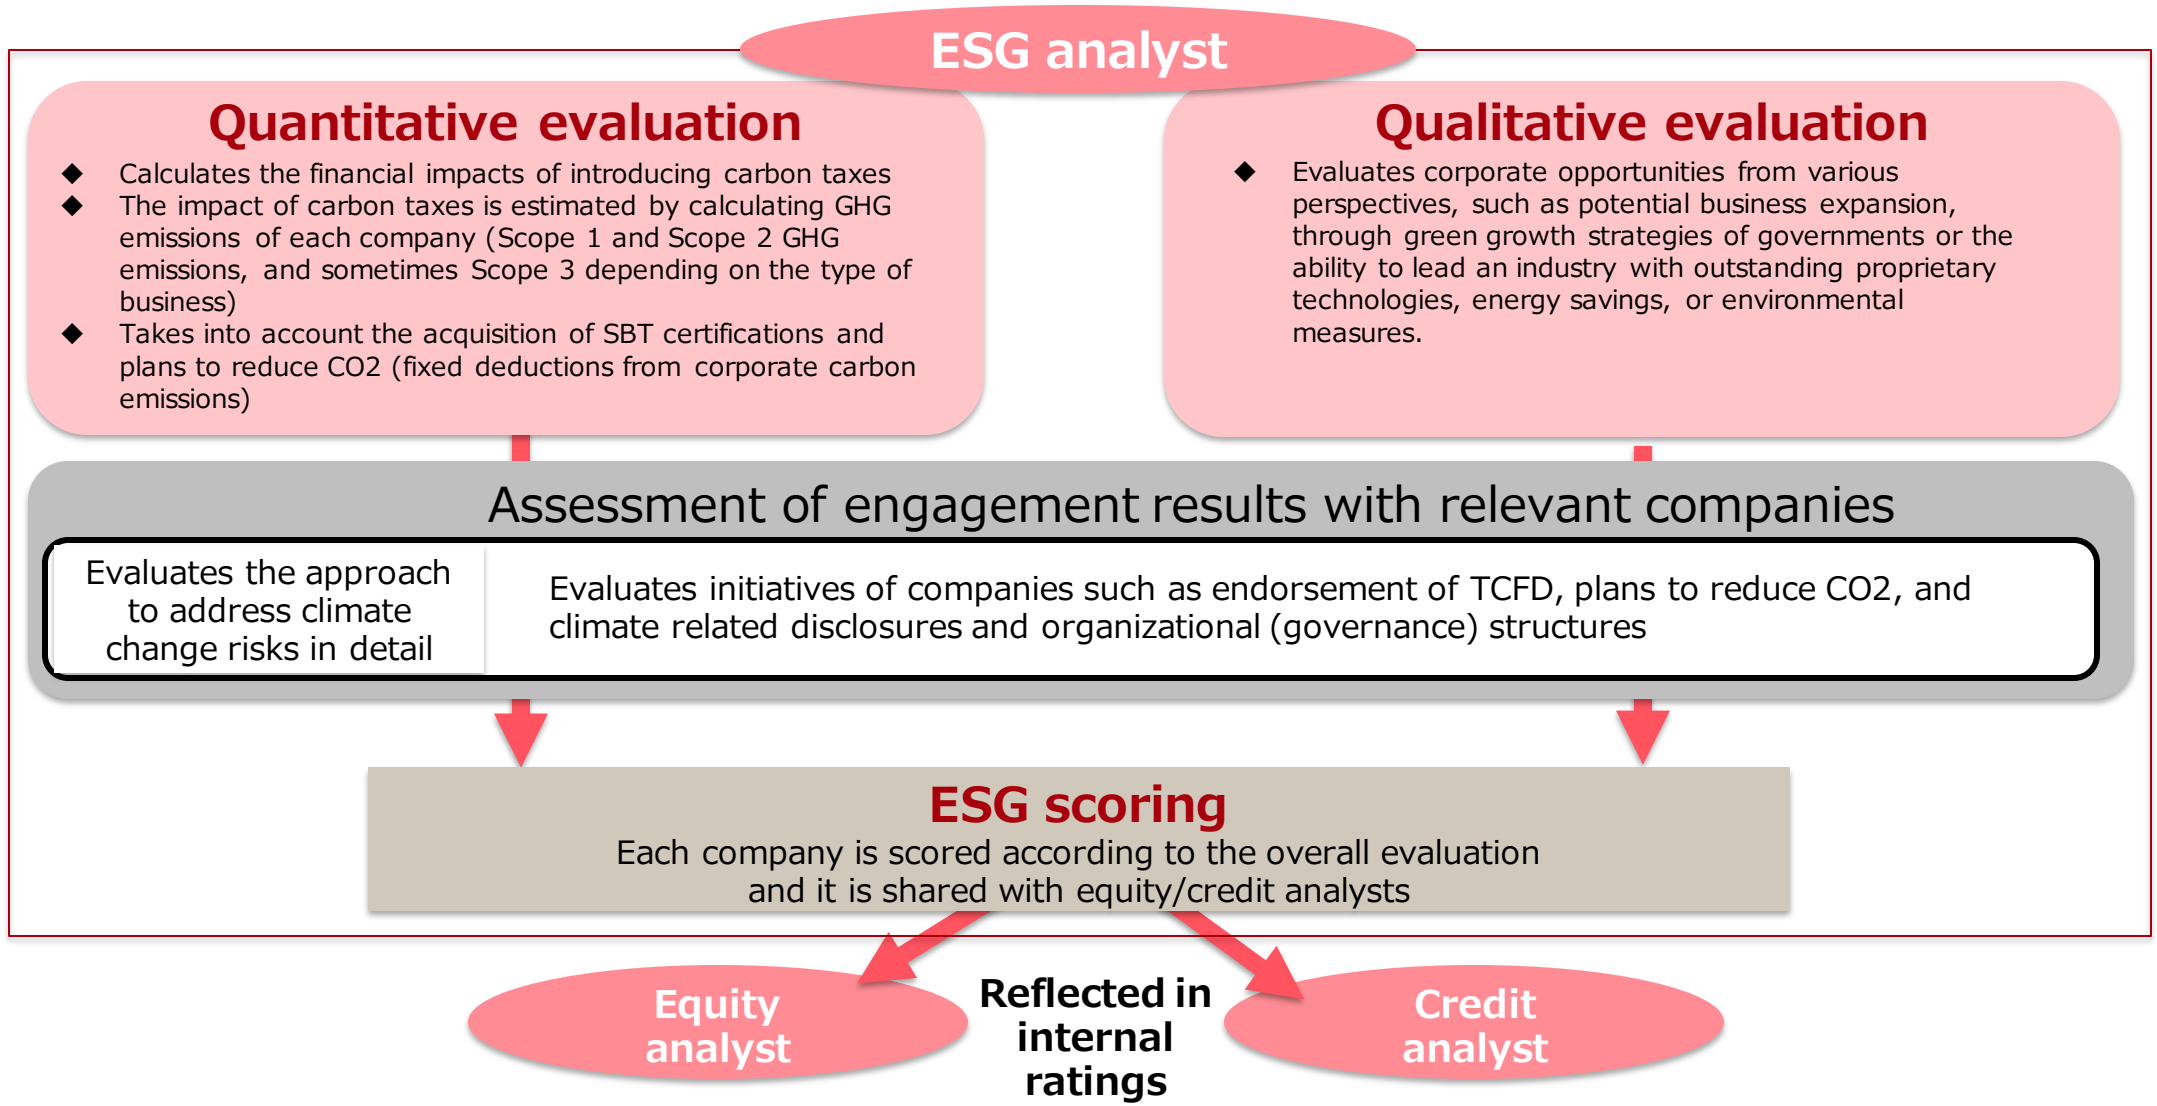 ESG analyst
Quantitative evaluation
◆ Calculates the financial impacts of introducing carbon taxes
◆ The impact of carbon taxes is estimated by calculating GHG
emissions of each company (Scope 1 and Scope 2 GHG
emissions, and sometimes Scope 3 depending on the type of
business)
◆ Takes into account the acquisition of SBT certifications and
plans to reduce CO2 (fixed deductions from corporate carbon
emissions)
Qualitative evaluation
◆ Evaluates corporate opportunities from various
perspectives, such as potential business expansion,
through green growth strategies of governments or the
ability to lead an industry with outstanding proprietary
technologies, energy savings, or environmental
measures.
Assessment of engagement results with relevant companies
Evaluates the approach
to address climate
change risks in detail
Evaluates initiatives of companies such as endorsement of TCFD, plans to reduce CO2, and
climate related disclosures and organizational (governance) structures
ESG scoring
Each company is scored according to the overall evaluation
and it is shared with equity/credit analysts
Equity
analyst
Reflected in
internal
ratings
Credit
analyst